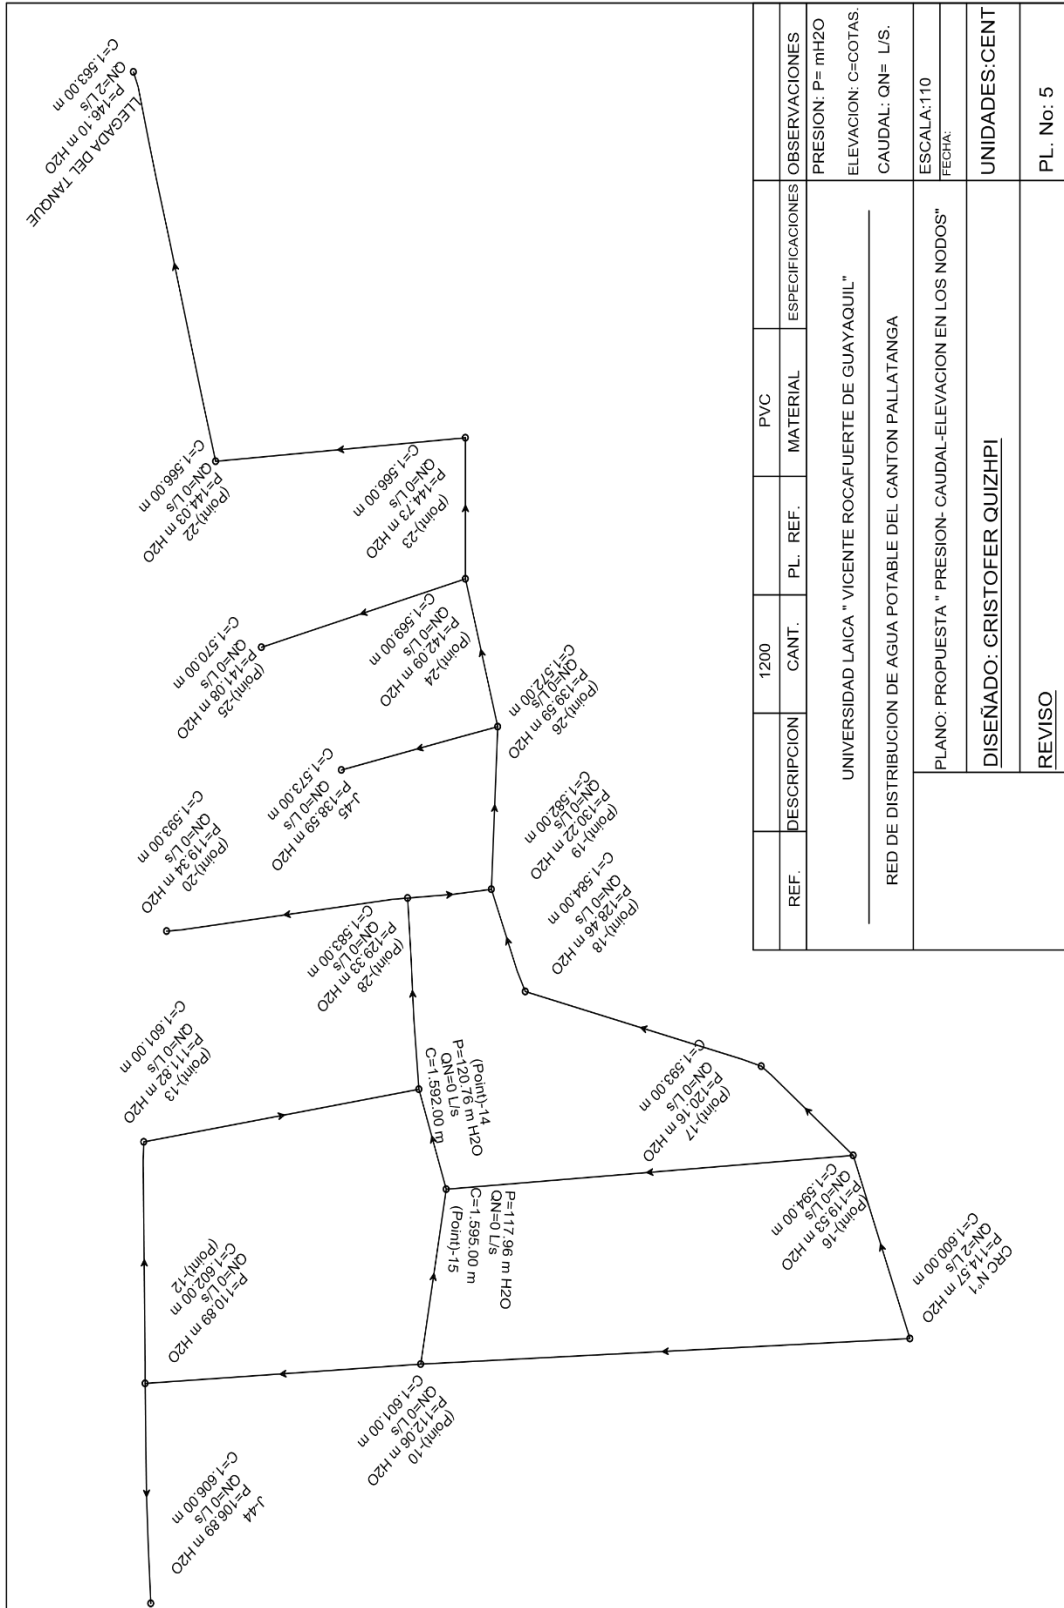 LLEGADA DEL TANQUE
P=146.10 m H2O
QN=2 L/s
C=1.563.00 m
(Point)-22
P=144.03 m H2O
QN=0 L/s
C=1.566.00 m
(Point)-23
P=144.73 m H2O
QN=0 L/s
C=1.566.00 m
(Point)-25
P=141.08 m H2O
QN=0 L/s
C=1.570.00 m
(Point)-24
P=142.09 m H2O
QN=0 L/s
C=1.569.00 m
(Point)-26
P=139.59 m H2O
QN=0 L/s
C=1.572.00 m
J-45
P=138.59 m H2O
QN=0 L/s
C=1.573.00 m
(Point)-20
P=119.34 m H2O
QN=0 L/s
C=1.593.00 m
(Point)-19
P=130.22 m H2O
QN=0 L/s
C=1.582.00 m
(Point)-28
P=129.33 m H2O
QN=0 L/s
C=1.583.00 m
(Point)-18
P=128.46 m H2O
QN=0 L/s
C=1.584.00 m
(Point)-13
P=111.82 m H2O
QN=0 L/s
C=1.601.00 m
(Point)-14
P=120.76 m H2O
QN=0 L/s
C=1.592.00 m
(Point)-17
P=120.16 m H2O
QN=0 L/s
C=1.593.00 m
P=117.96 m H2O
QN=0 L/s
C=1.595.00 m
(Point)-15
(Point)-16
P=119.53 m H2O
QN=0 L/s
C=1.594.00 m
P=110.89 m H2O
QN=0 L/s
C=1.602.00 m
(Point)-12
CRC N°1
P=114.57 m H2O
QN=2 L/s
C=1.600.00 m
(Point)-10
P=112.06 m H2O
QN=0 L/s
C=1.601.00 m
J-44
P=106.89 m H2O
QN=0 L/s
C=1.606.00 m
1200 PVC
REF. DESCRIPCION CANT. PL. REF. MATERIAL ESPECIFICACIONES OBSERVACIONES
UNIVERSIDAD LAICA " VICENTE ROCAFUERTE DE GUAYAQUIL"
RED DE DISTRIBUCION DE AGUA POTABLE DEL CANTON PALLATANGA
PRESION: P= mH2O
ELEVACION: C=COTAS.
CAUDAL: QN= L/S.
PLANO: PROPUESTA " PRESION- CAUDAL-ELEVACION EN LOS NODOS"
ESCALA:110
FECHA:
DISEÑADO: CRISTOFER QUIZHPI
UNIDADES:CENT
REVISO
PL. No: 5